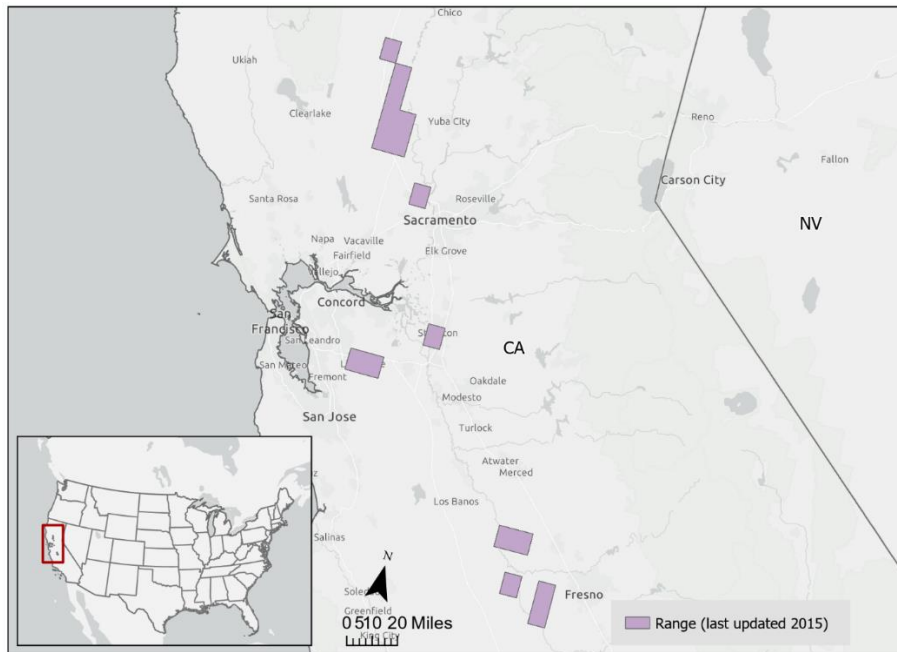 Chico
Ukiah
Clearlake
Yuba City
Reno
Fallon
Carson City
Santa Rosa
Roseville
Sacramento
NV
Napa
Vacaville
Fairfield
Elk Grove
Concord
San
Francisco
San Leandro
CA
San Mateo
Fremont
Oakdale
Modesto
San Jose
Turlock
Atwater
Merced
Los Banos
Salinas
N
Fresno
Greenfield
King City
0 5 10 20 Miles
Range (last updated 2015)